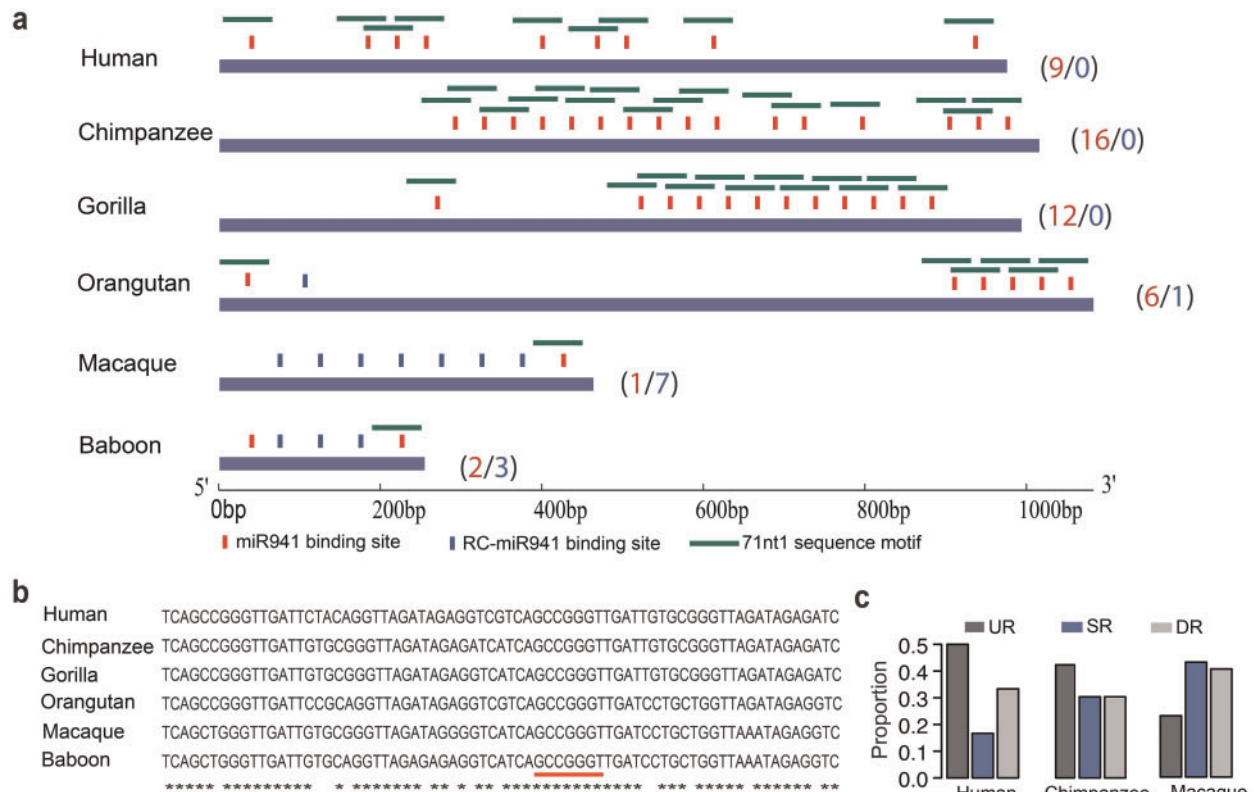 a
Human
(9/0)
Chimpanzee
(16/0)
Gorilla
(12/0)
Orangutan
(6/1)
Macaque
(1/7)
Baboon
(2/3)
5' 3'
0bp 200bp 400bp 600bp 800bp 1000bp
miR941 binding site RC-miR941 binding site 71nt1 sequence motif
b
Human TCAGCCGGGTTGATTCTACAGGTTAGATAGAGGTCGTCAGCCGGGTTGATTGTGCGGGTTAGATAGAGATC
Chimpanzee TCAGCCGGGTTGATTGTGCGGGTTAGATAGAGATCATCAGCCGGGTTGATTGTGCGGGTTAGATAGAGATC
Gorilla TCAGCCGGGTTGATTGTGCGGGTTAGATAGAGGTCATCAGCCGGGTTGATTGTGCGGGTTAGATAGAGATC
Orangutan TCAGCCGGGTTGATTCCGCAGGTTAGATAGAGGTCGTCAGCCGGGTTGATCCTGCTGGTTAGATAGAGGTC
Macaque TCAGCTGGGTTGATTGTGCGGGTTAGATAGGGGTCATCAGCCGGGTTGATCCTGCTGGTTAAATAGAGGTC
Baboon TCAGCTGGGTTGATTGTGCAGGTTAGAGAGAGGTCATCAGCCGGGTTGATCCTGCTGGTTAAATAGAGGTC
***** ********* * ******* ** * ** ************** *** ***** ***** **
c
UR SR DR
Proportion
0.5
0.4
0.3
0.2
0.1
0.0
Human Chimpanzee Macaque